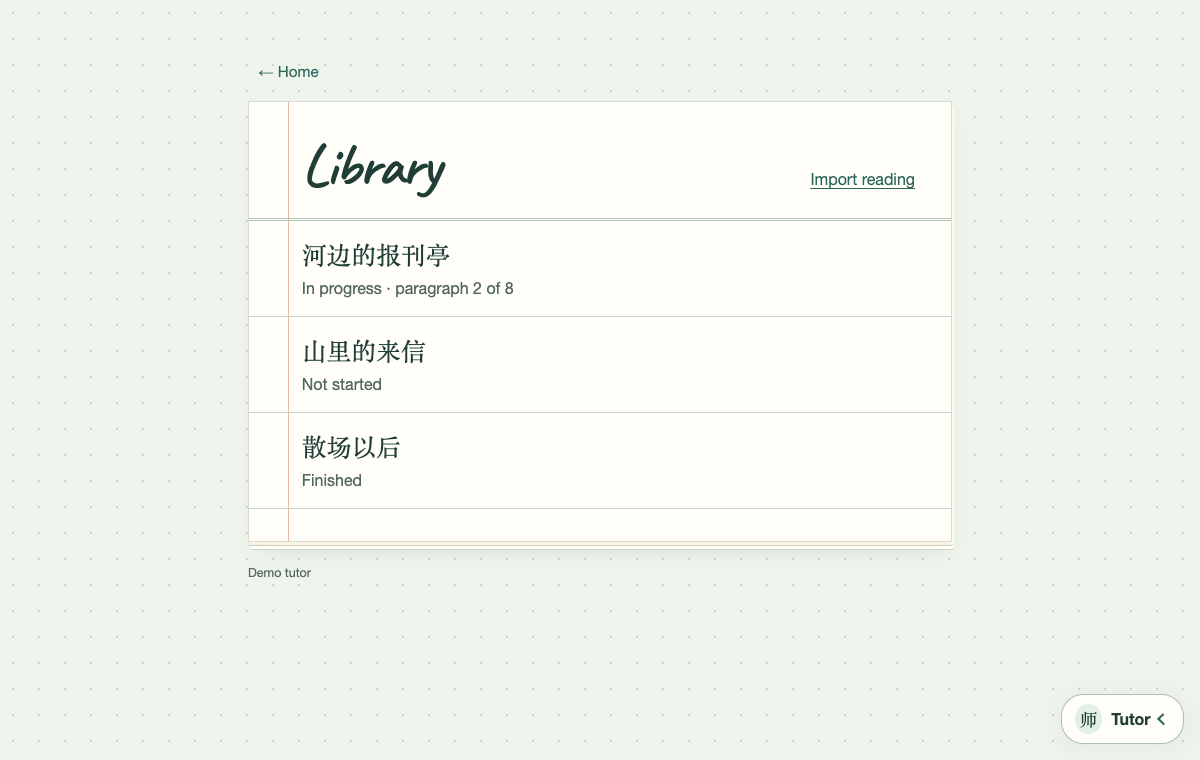 ← Home
Library
Import reading
河边的报刊亭
In progress · paragraph 2 of 8
山里的来信
Not started
散场以后
Finished
Demo tutor
师 Tutor